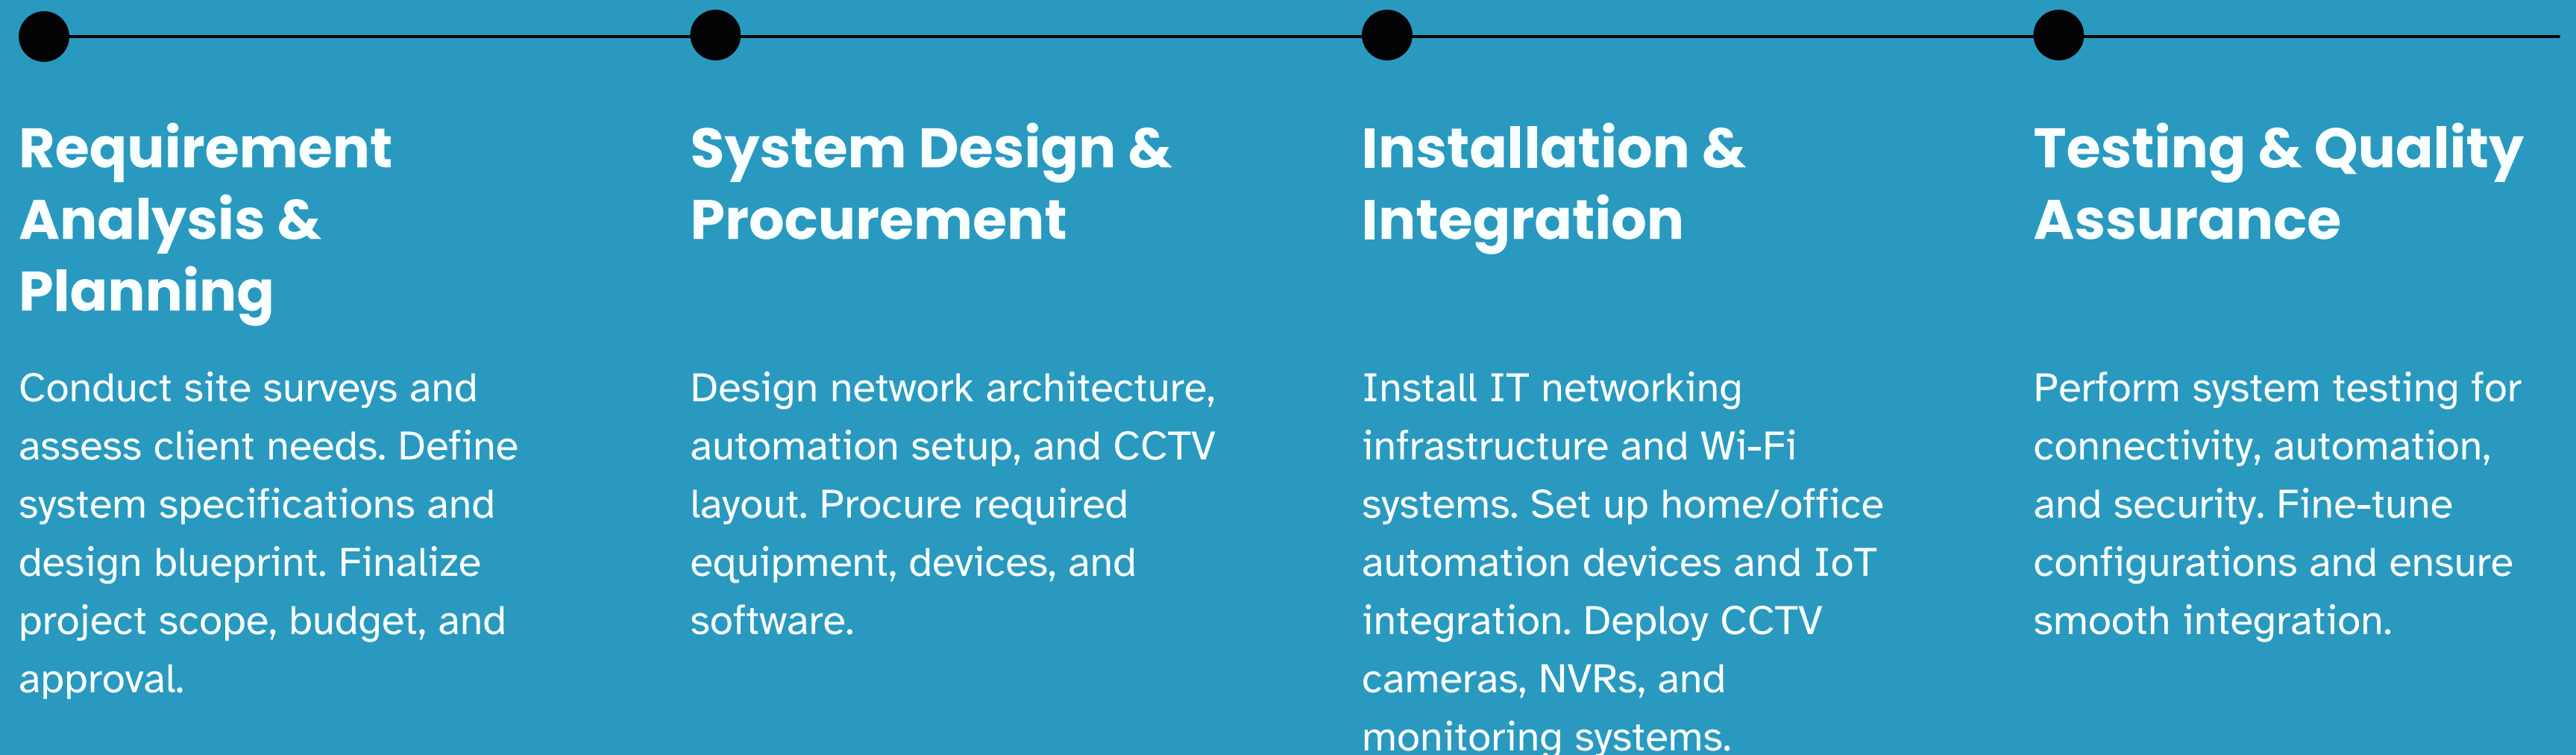 Requirement
Analysis &
Planning
Conduct site surveys and
assess client needs. Define
system specifications and
design blueprint. Finalize
project scope, budget, and
approval.
System Design &
Procurement
Design network architecture,
automation setup, and CCTV
layout. Procure required
equipment, devices, and
software.
Installation &
Integration
Install IT networking
infrastructure and Wi-Fi
systems. Set up home/office
automation devices and IoT
integration. Deploy CCTV
cameras, NVRs, and
monitoring systems.
Testing & Quality
Assurance
Perform system testing for
connectivity, automation,
and security. Fine-tune
configurations and ensure
smooth integration.